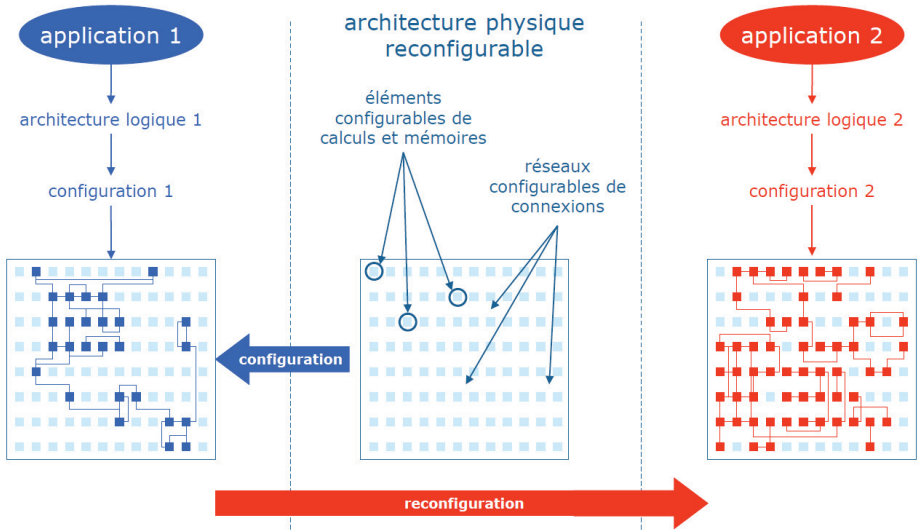 application 1
architecture logique 1
configuration 1
architecture physique
reconfigurable
éléments
configurables de
calculs et mémoires
réseaux
configurables de
connexions
application 2
architecture logique 2
configuration 2
configuration
reconfiguration